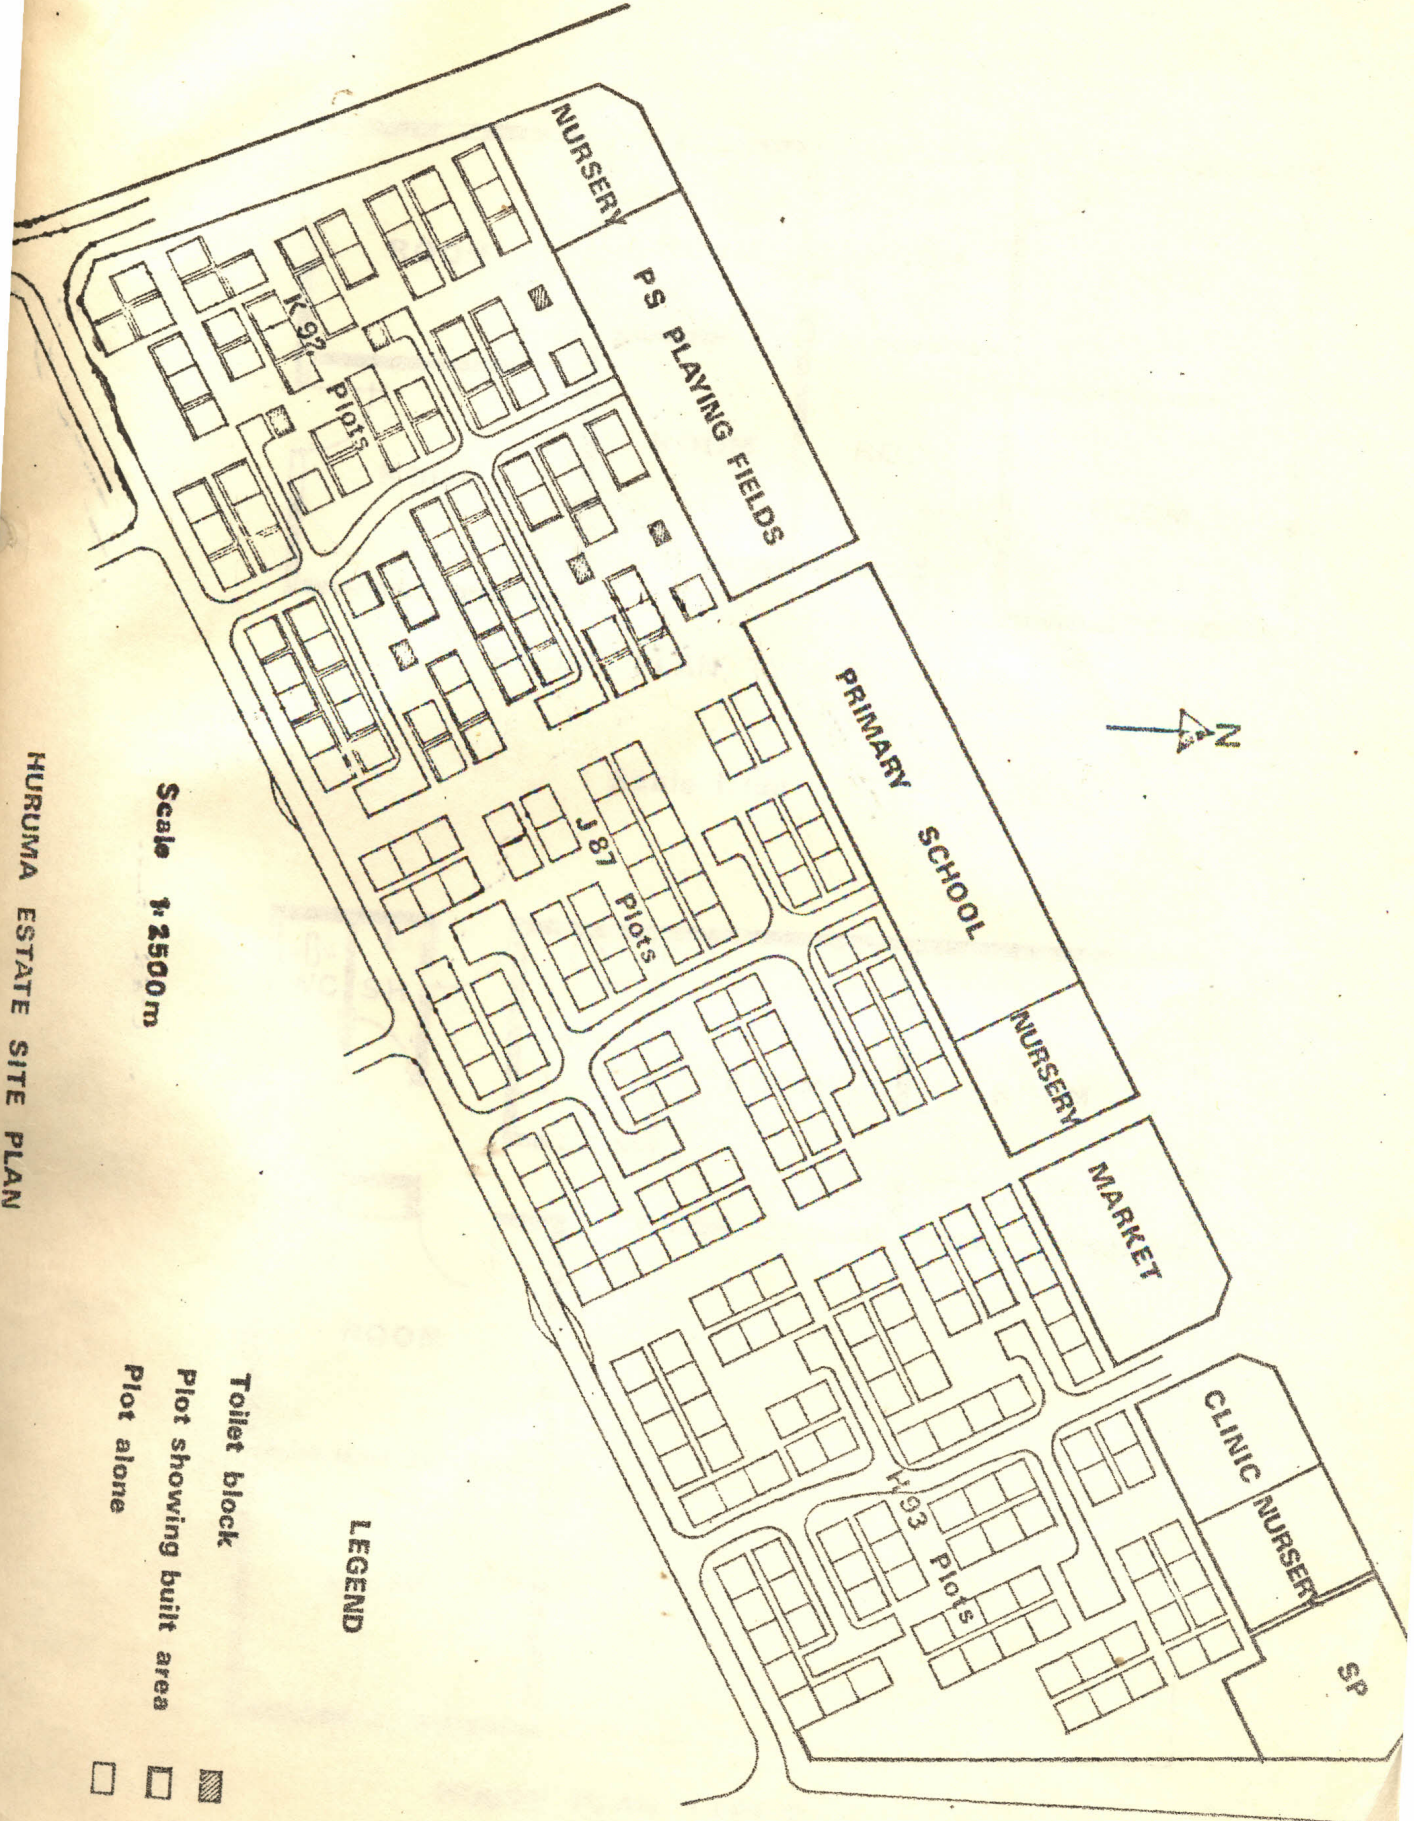 NURSERY
PS PLAYING FIELDS
PRIMARY SCHOOL
NURSERY
MARKET
CLINIC
NURSERY
SP
N
K 92
Plots
J 87
Plots
H 93
Plots
LEGEND
Toilet block
Plot showing built area
Plot alone
Scale 1:2500m
HURUMA ESTATE SITE PLAN